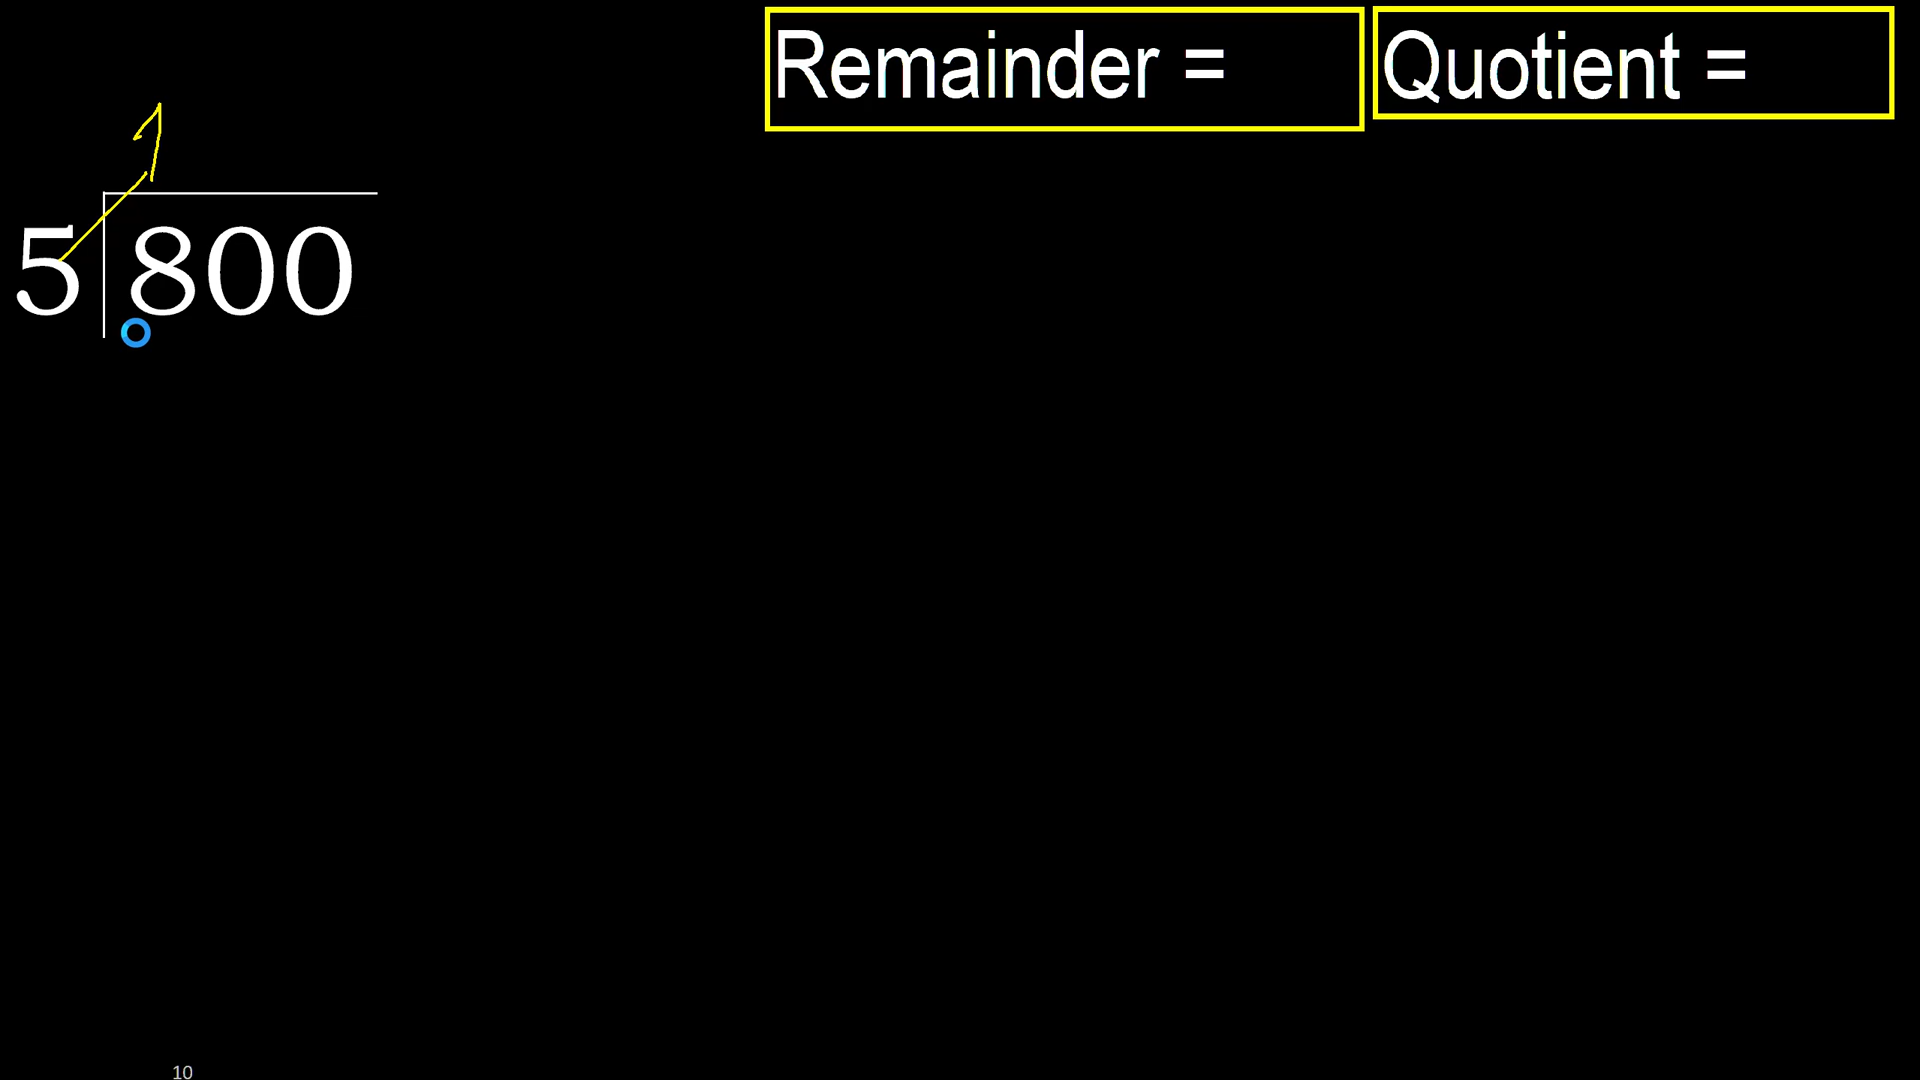 Remainder = Quotient =
1
5 800
10